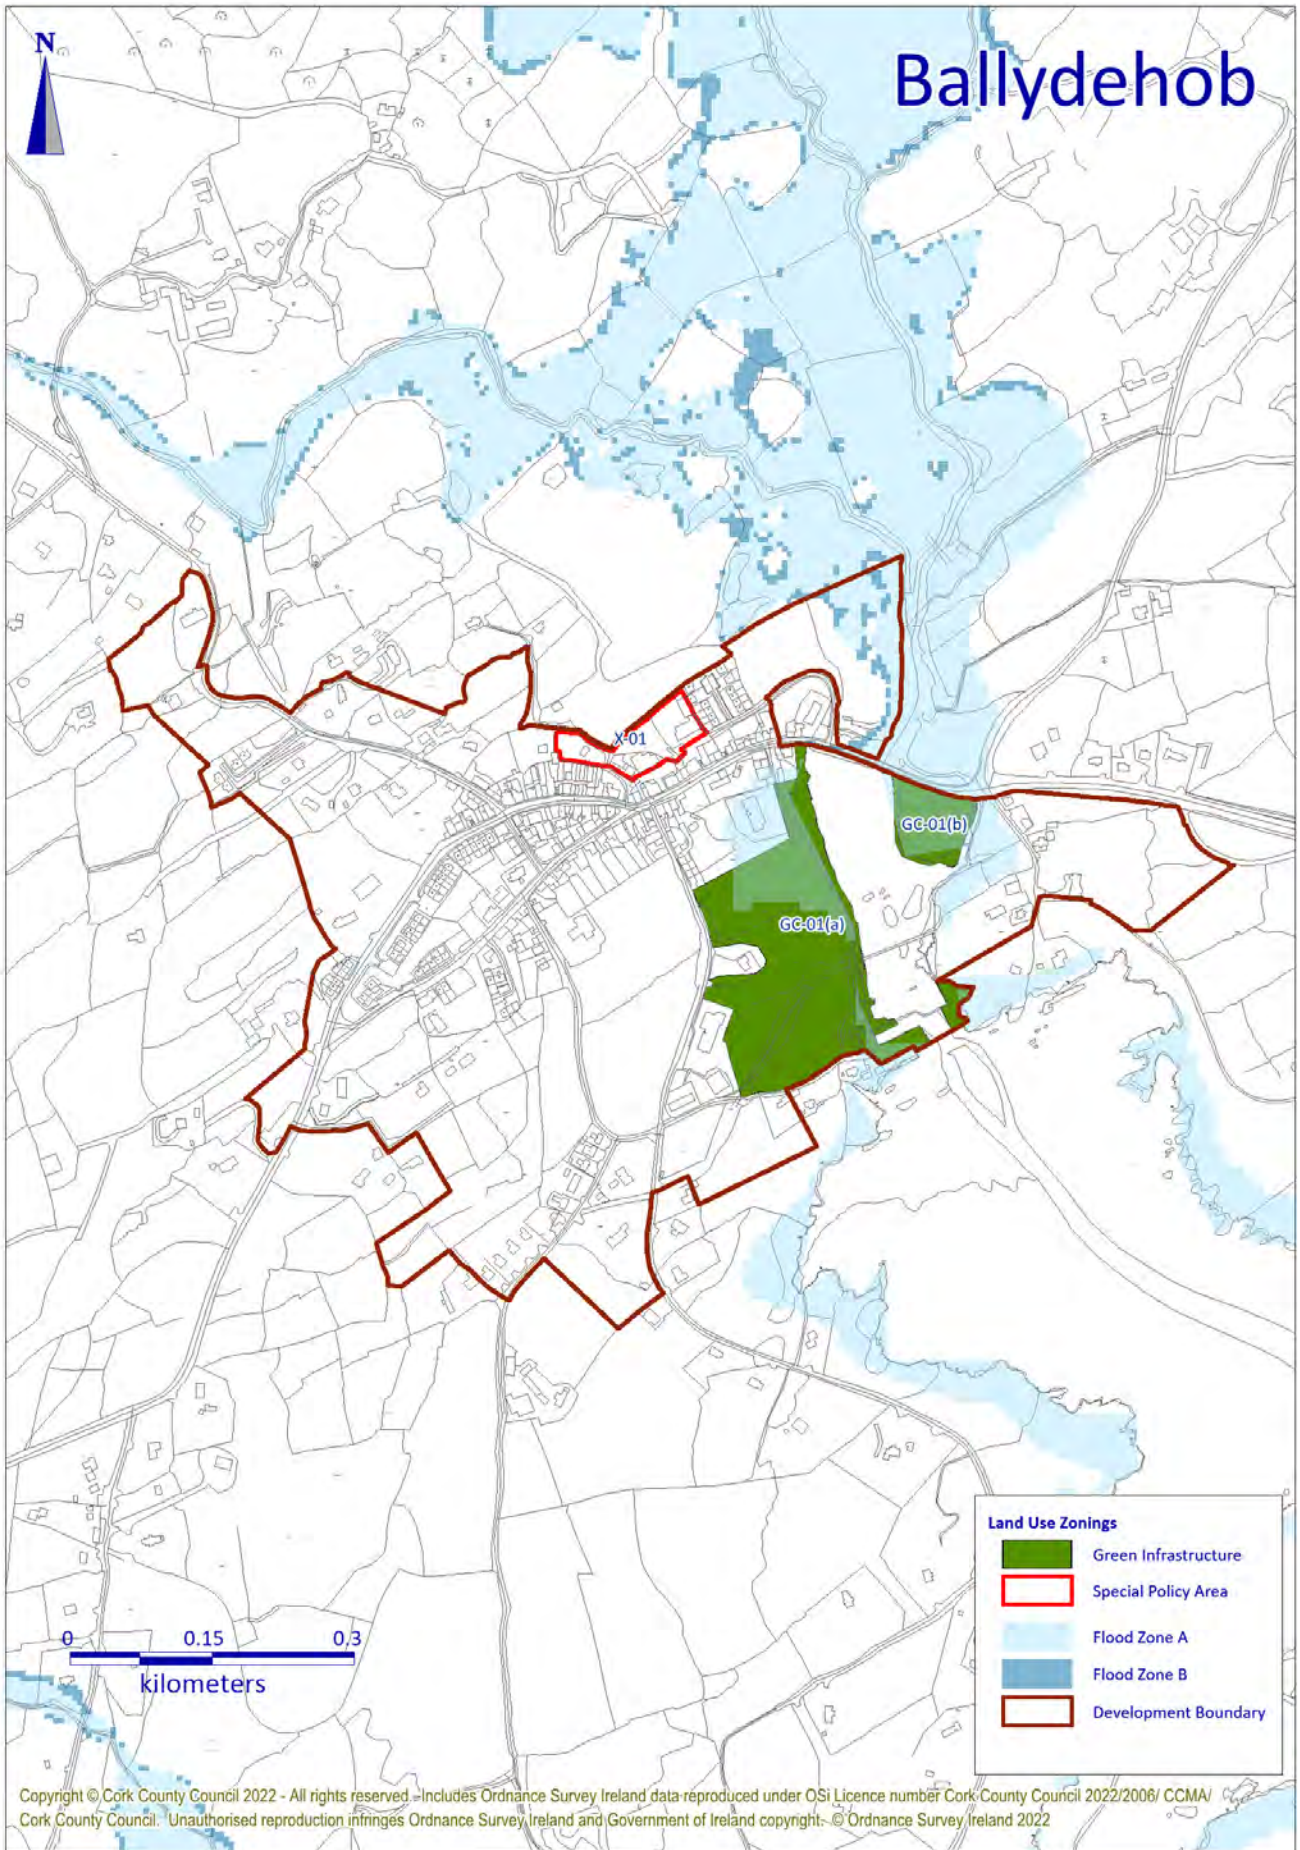 N
Ballydehob
X-01
GC-01(b)
GC-01(a)
Land Use Zonings
Green Infrastructure
Special Policy Area
Flood Zone A
Flood Zone B
Development Boundary
0 0.15 0.3
kilometers
Copyright © Cork County Council 2022 - All rights reserved. Includes Ordnance Survey Ireland data reproduced under OSi Licence number Cork County Council 2022/2006/ CCMA/
Cork County Council. Unauthorised reproduction infringes Ordnance Survey Ireland and Government of Ireland copyright. © Ordnance Survey Ireland 2022